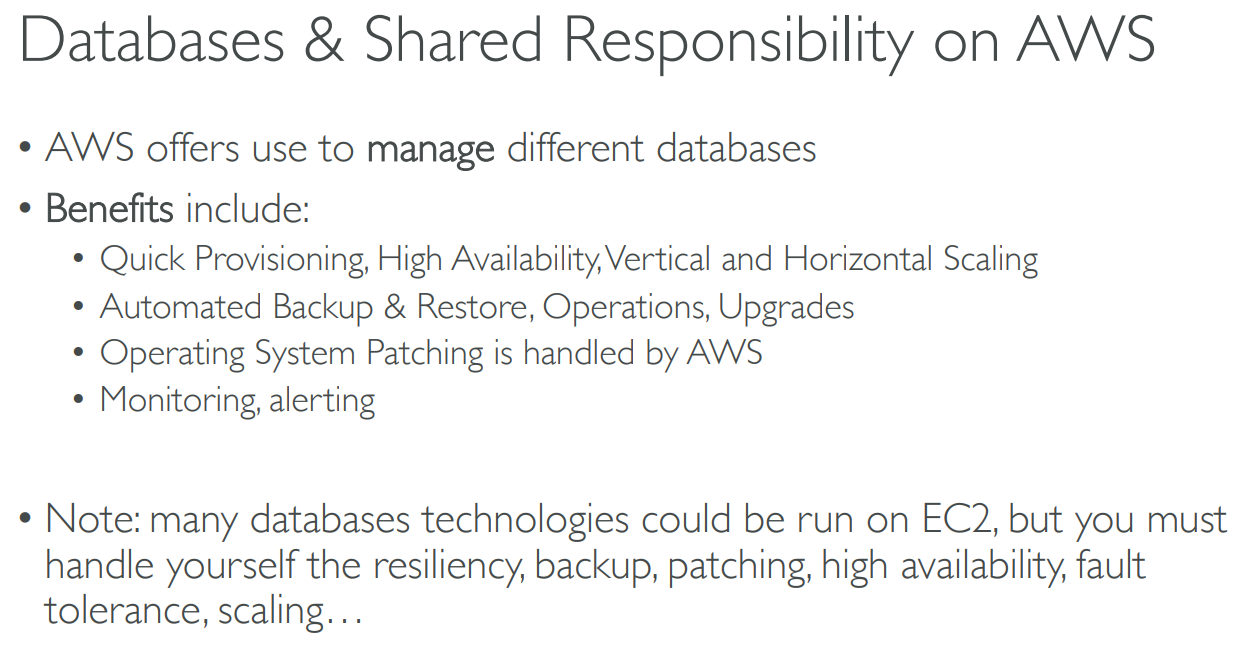 Databases & Shared Responsibility on AWS
• AWS offers use to manage different databases
• Benefits include:
• Quick Provisioning, High Availability, Vertical and Horizontal Scaling
• Automated Backup & Restore, Operations, Upgrades
• Operating System Patching is handled by AWS
• Monitoring, alerting
• Note: many databases technologies could be run on EC2, but you must
handle yourself the resiliency, backup, patching, high availability, fault
tolerance, scaling…